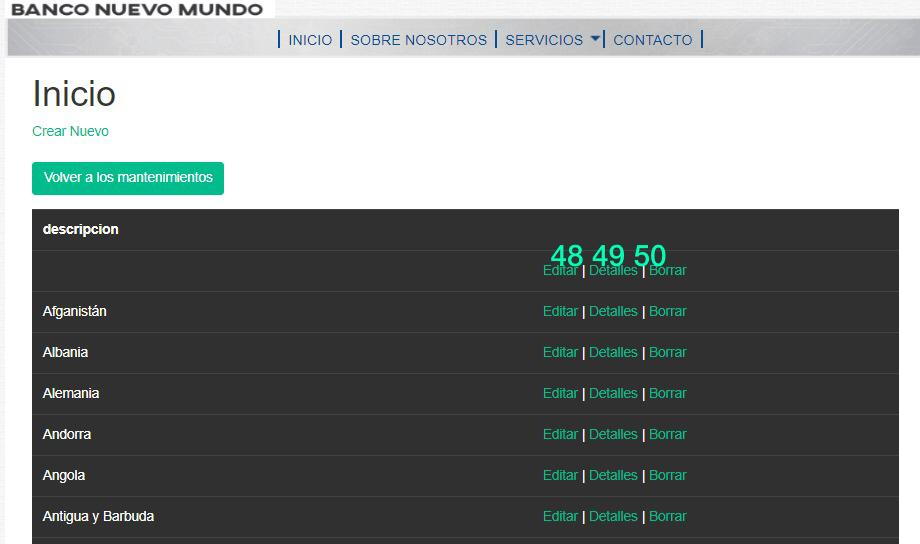 BANCO NUEVO MUNDO
| INICIO | SOBRE NOSOTROS | SERVICIOS | CONTACTO |
Inicio
Crear Nuevo
Volver a los mantenimientos
descripcion
48 49 50
Editar | Detalles | Borrar
Afganistán Editar | Detalles | Borrar
Albania Editar | Detalles | Borrar
Alemania Editar | Detalles | Borrar
Andorra Editar | Detalles | Borrar
Angola Editar | Detalles | Borrar
Antigua y Barbuda Editar | Detalles | Borrar